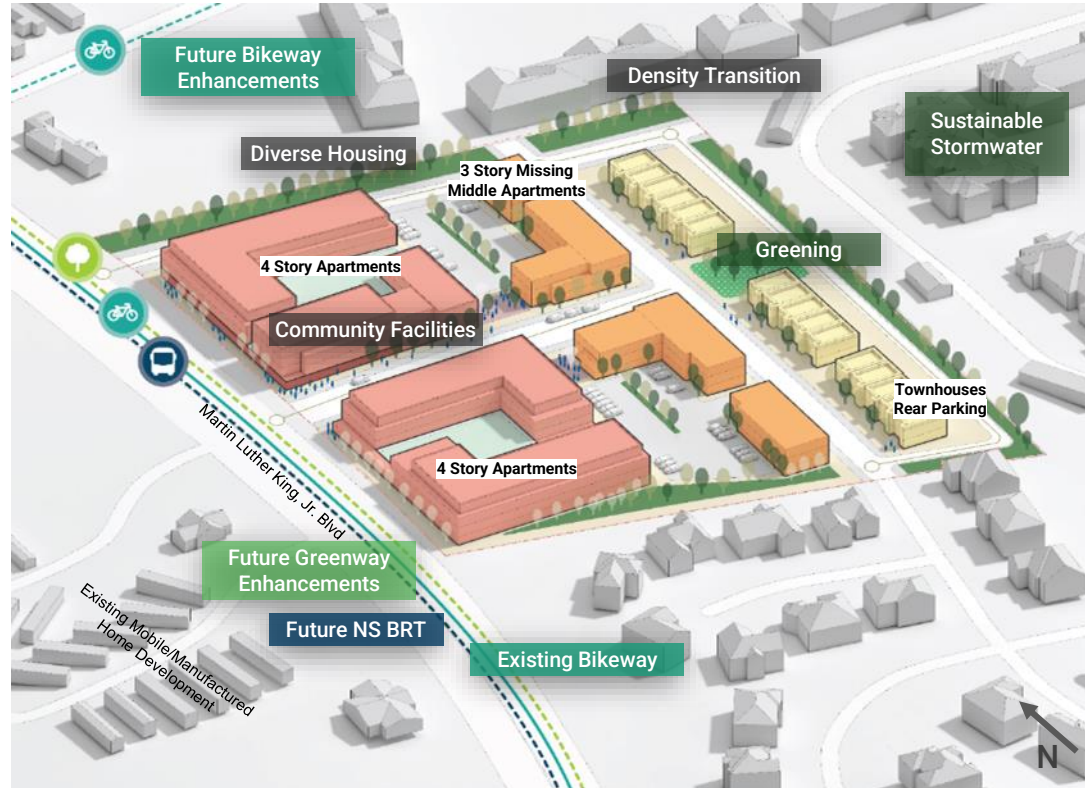 Future Bikeway
Enhancements
Density Transition
Sustainable
Stormwater
Diverse Housing
3 Story Missing
Middle Apartments
Greening
4 Story Apartments
Community Facilities
Townhouses
Rear Parking
4 Story Apartments
Martin Luther King, Jr. Blvd
Future Greenway
Enhancements
Existing Mobile/Manufactured
Home Development
Future NS BRT
Existing Bikeway
N